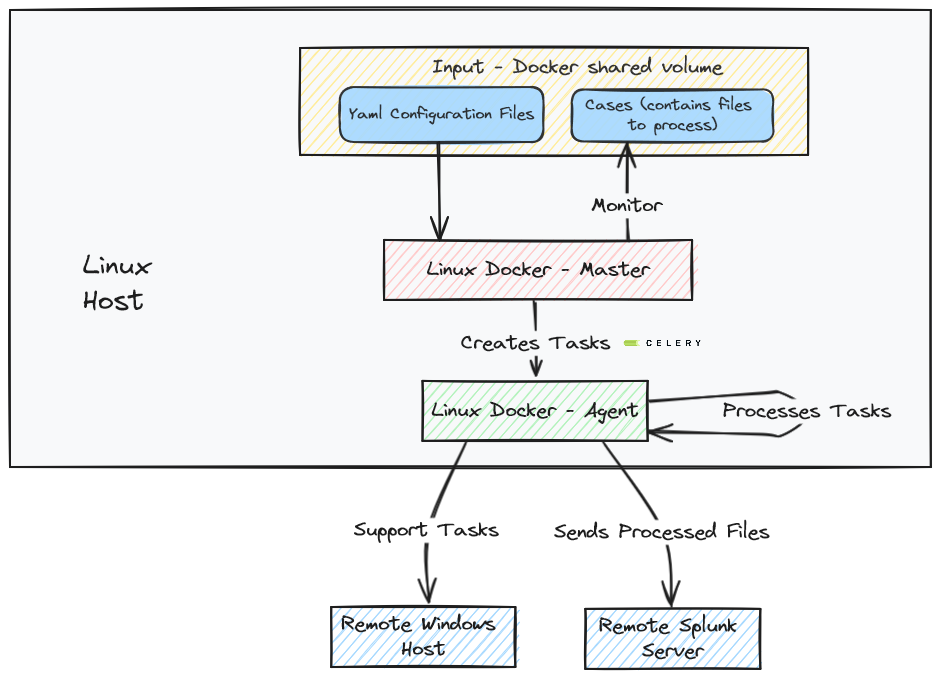 Input - Docker shared volume
Yaml Configuration Files
Cases (contains files
to process)
Monitor
Linux
Host
Linux Docker - Master
Creates Tasks
CELERY
Linux Docker - Agent
Processes Tasks
Support Tasks
Sends Processed Files
Remote Windows
Host
Remote Splunk
Server